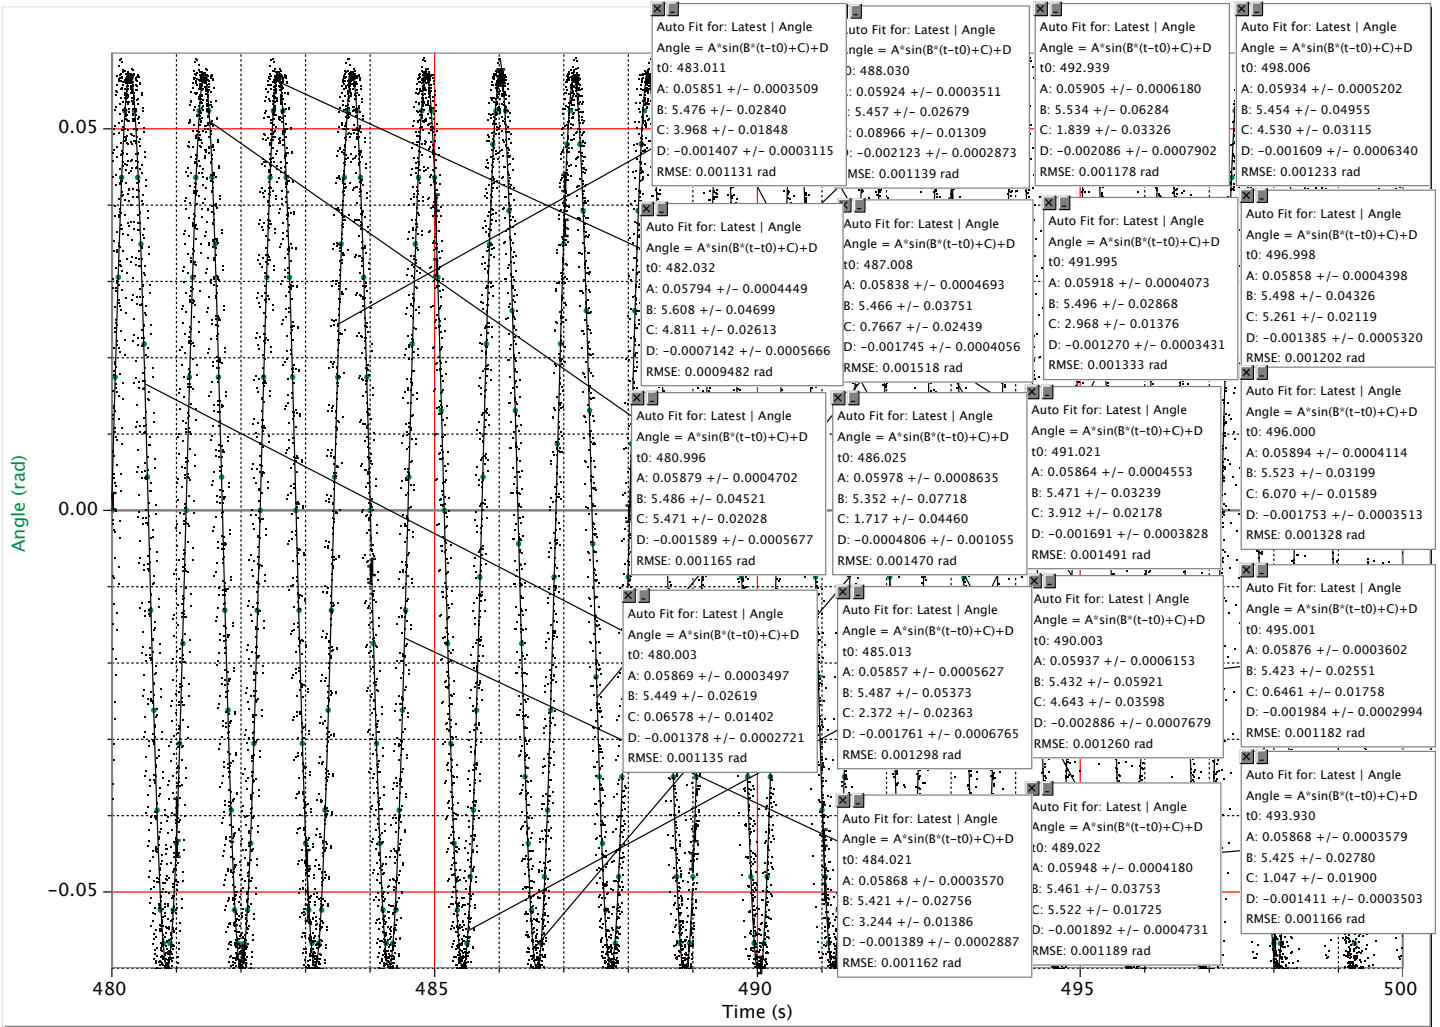 Auto Fit for: Latest | Angle
Angle = A*sin(B*(t-t0)+C)+D
t0: 483.011
A: 0.05851 +/- 0.0003509
B: 5.476 +/- 0.02840
C: 3.968 +/- 0.01848
D: -0.001407 +/- 0.0003115
RMSE: 0.001131 rad
Auto Fit for: Latest | Angle
Angle = A*sin(B*(t-t0)+C)+D
0: 488.030
: 0.05924 +/- 0.0003511
: 5.457 +/- 0.02679
: 0.08966 +/- 0.01309
: -0.002123 +/- 0.0002873
RMSE: 0.001139 rad
Auto Fit for: Latest | Angle
Angle = A*sin(B*(t-t0)+C)+D
t0: 492.939
A: 0.05905 +/- 0.0006180
B: 5.534 +/- 0.06284
C: 1.839 +/- 0.03326
D: -0.002086 +/- 0.0007902
RMSE: 0.001178 rad
Auto Fit for: Latest | Angle
Angle = A*sin(B*(t-t0)+C)+D
t0: 498.006
A: 0.05934 +/- 0.0005202
B: 5.454 +/- 0.04955
C: 4.530 +/- 0.03115
D: -0.001609 +/- 0.0006340
RMSE: 0.001233 rad
Auto Fit for: Latest | Angle
Angle = A*sin(B*(t-t0)+C)+D
t0: 482.032
A: 0.05794 +/- 0.0004449
B: 5.608 +/- 0.04699
C: 4.811 +/- 0.02613
D: -0.0007142 +/- 0.0005666
RMSE: 0.0009482 rad
Auto Fit for: Latest | Angle
Angle = A*sin(B*(t-t0)+C)+D
t0: 487.008
A: 0.05838 +/- 0.0004693
B: 5.466 +/- 0.03751
C: 0.7667 +/- 0.02439
D: -0.001745 +/- 0.0004056
RMSE: 0.001518 rad
Auto Fit for: Latest | Angle
Angle = A*sin(B*(t-t0)+C)+D
t0: 491.995
A: 0.05918 +/- 0.0004073
B: 5.496 +/- 0.02868
C: 2.968 +/- 0.01376
D: -0.001270 +/- 0.0003431
RMSE: 0.001333 rad
Auto Fit for: Latest | Angle
Angle = A*sin(B*(t-t0)+C)+D
t0: 496.998
A: 0.05858 +/- 0.0004398
B: 5.498 +/- 0.04326
C: 5.261 +/- 0.02119
D: -0.001385 +/- 0.0005320
RMSE: 0.001202 rad
Auto Fit for: Latest | Angle
Angle = A*sin(B*(t-t0)+C)+D
t0: 480.996
A: 0.05879 +/- 0.0004702
B: 5.486 +/- 0.04521
C: 5.471 +/- 0.02028
D: -0.001589 +/- 0.0005677
RMSE: 0.001165 rad
Auto Fit for: Latest | Angle
Angle = A*sin(B*(t-t0)+C)+D
t0: 486.025
A: 0.05978 +/- 0.0008635
B: 5.352 +/- 0.07718
C: 1.717 +/- 0.04460
D: -0.0004806 +/- 0.001055
RMSE: 0.001470 rad
Auto Fit for: Latest | Angle
Angle = A*sin(B*(t-t0)+C)+D
t0: 491.021
A: 0.05864 +/- 0.0004553
B: 5.471 +/- 0.03239
C: 3.912 +/- 0.02178
D: -0.001691 +/- 0.0003828
RMSE: 0.001491 rad
Auto Fit for: Latest | Angle
Angle = A*sin(B*(t-t0)+C)+D
t0: 496.000
A: 0.05894 +/- 0.0004114
B: 5.523 +/- 0.03199
C: 6.070 +/- 0.01589
D: -0.001753 +/- 0.0003513
RMSE: 0.001328 rad
Auto Fit for: Latest | Angle
Angle = A*sin(B*(t-t0)+C)+D
t0: 480.003
A: 0.05869 +/- 0.0003497
B: 5.449 +/- 0.02619
C: 0.06578 +/- 0.01402
D: -0.001378 +/- 0.0002721
RMSE: 0.001135 rad
Auto Fit for: Latest | Angle
Angle = A*sin(B*(t-t0)+C)+D
t0: 485.013
A: 0.05857 +/- 0.0005627
B: 5.487 +/- 0.05373
C: 2.372 +/- 0.02363
D: -0.001761 +/- 0.0006765
RMSE: 0.001298 rad
Auto Fit for: Latest | Angle
Angle = A*sin(B*(t-t0)+C)+D
t0: 490.003
A: 0.05937 +/- 0.0006153
B: 5.432 +/- 0.05921
C: 4.643 +/- 0.03598
D: -0.002886 +/- 0.0007679
RMSE: 0.001260 rad
Auto Fit for: Latest | Angle
Angle = A*sin(B*(t-t0)+C)+D
t0: 495.001
A: 0.05876 +/- 0.0003602
B: 5.423 +/- 0.02551
C: 0.6461 +/- 0.01758
D: -0.001984 +/- 0.0002994
RMSE: 0.001182 rad
Auto Fit for: Latest | Angle
Angle = A*sin(B*(t-t0)+C)+D
t0: 484.021
A: 0.05868 +/- 0.0003570
B: 5.421 +/- 0.02756
C: 3.244 +/- 0.01386
D: -0.001389 +/- 0.0002887
RMSE: 0.001162 rad
Auto Fit for: Latest | Angle
Angle = A*sin(B*(t-t0)+C)+D
t0: 489.022
A: 0.05948 +/- 0.0004180
B: 5.461 +/- 0.03753
C: 5.522 +/- 0.01725
D: -0.001892 +/- 0.0004731
RMSE: 0.001189 rad
Auto Fit for: Latest | Angle
Angle = A*sin(B*(t-t0)+C)+D
t0: 493.930
A: 0.05868 +/- 0.0003579
B: 5.425 +/- 0.02780
C: 1.047 +/- 0.01900
D: -0.001411 +/- 0.0003503
RMSE: 0.001166 rad
Angle (rad)
0.05
0.00
-0.05
480
485
490
495
500
Time (s)